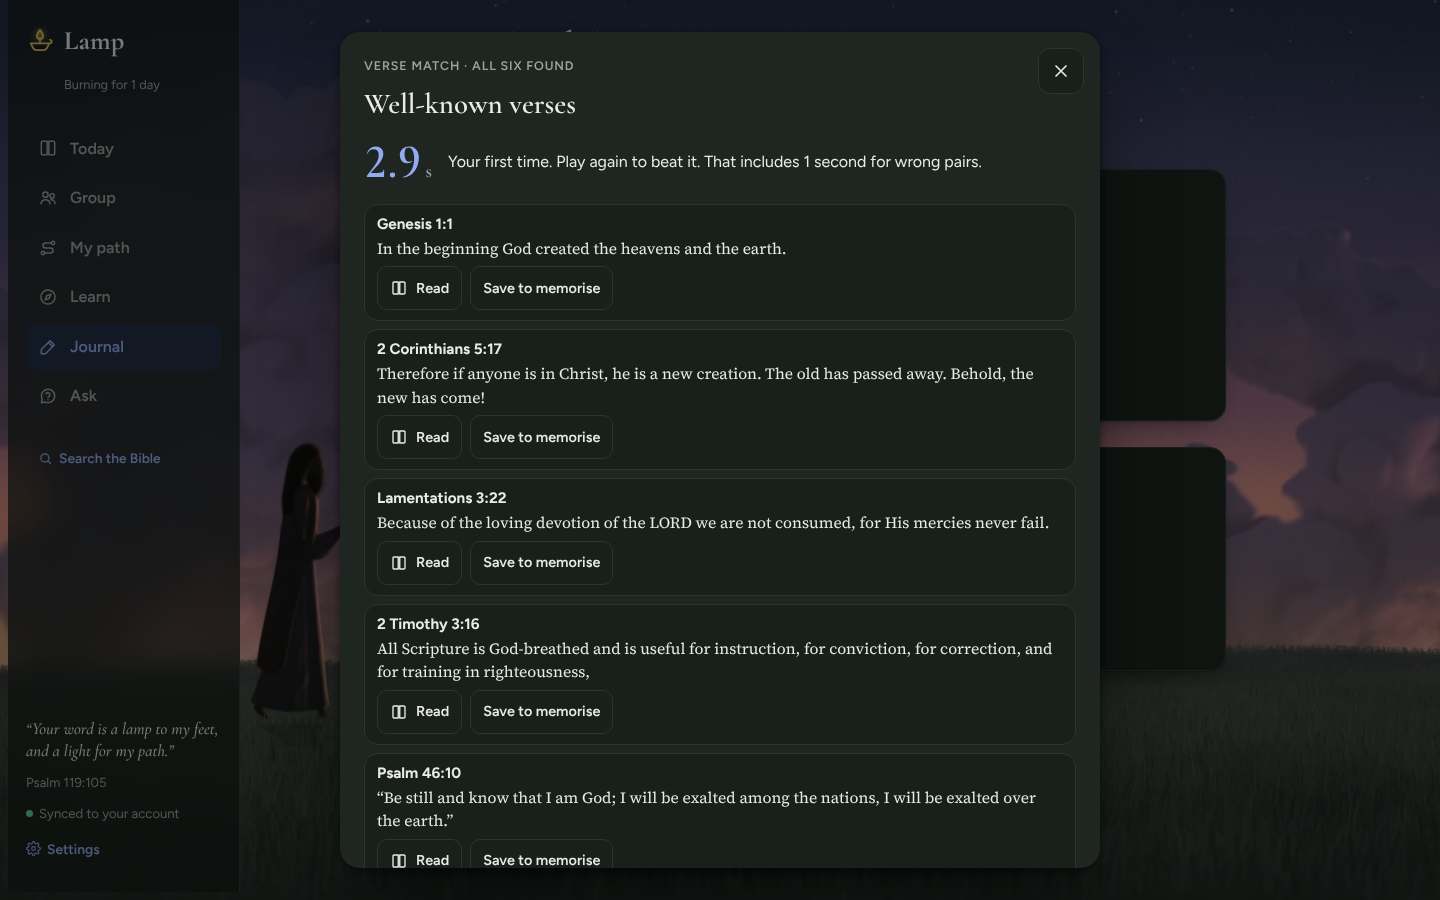 Lamp
Burning for 1 day
Today
Group
My path
Learn
Journal
Ask
Search the Bible
“Your word is a lamp to my feet,
and a light for my path.”
Psalm 119:105
Synced to your account
Settings
VERSE MATCH · ALL SIX FOUND
Well-known verses
2.9 s
Your first time. Play again to beat it. That includes 1 second for wrong pairs.
Genesis 1:1
In the beginning God created the heavens and the earth.
Read Save to memorise
2 Corinthians 5:17
Therefore if anyone is in Christ, he is a new creation. The old has passed away. Behold, the
new has come!
Read Save to memorise
Lamentations 3:22
Because of the loving devotion of the LORD we are not consumed, for His mercies never fail.
Read Save to memorise
2 Timothy 3:16
All Scripture is God-breathed and is useful for instruction, for conviction, for correction, and
for training in righteousness,
Read Save to memorise
Psalm 46:10
“Be still and know that I am God; I will be exalted among the nations, I will be exalted over
the earth.”
Read Save to memorise